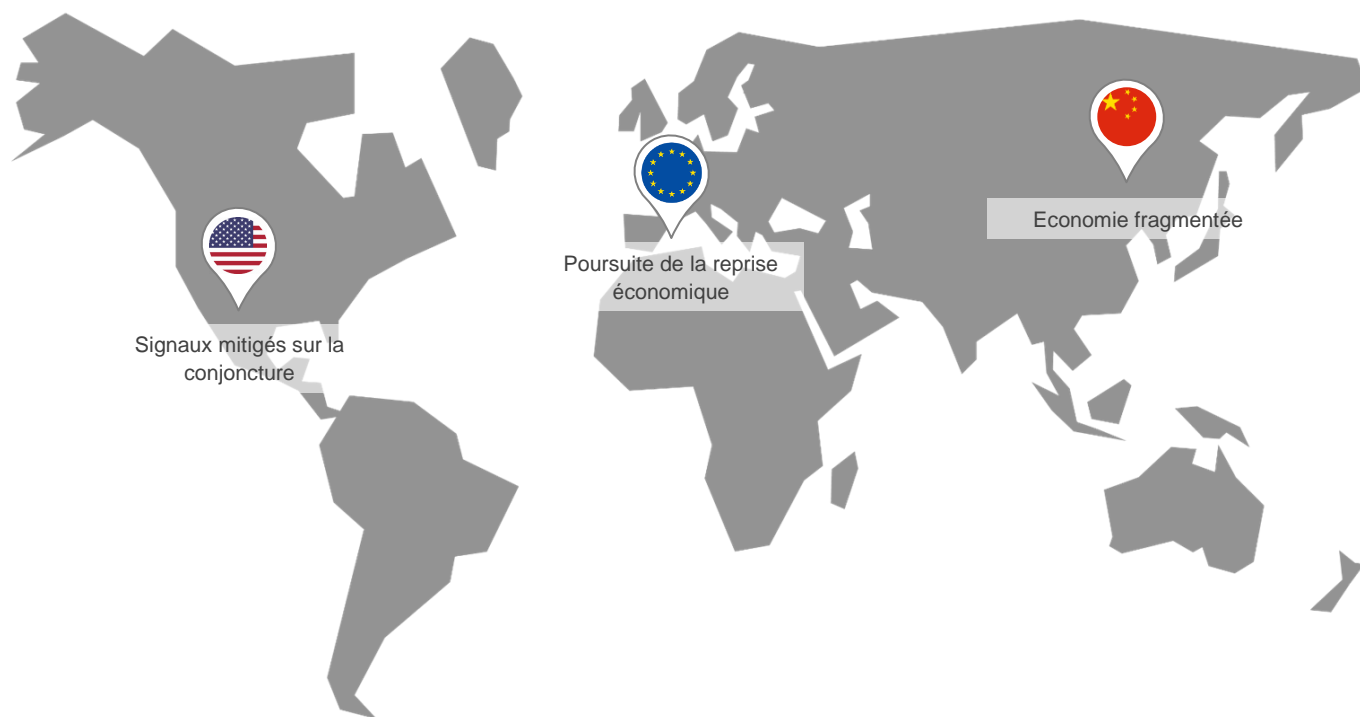 Economie fragmentée
Poursuite de la reprise
économique
Signaux mitigés sur la
conjoncture